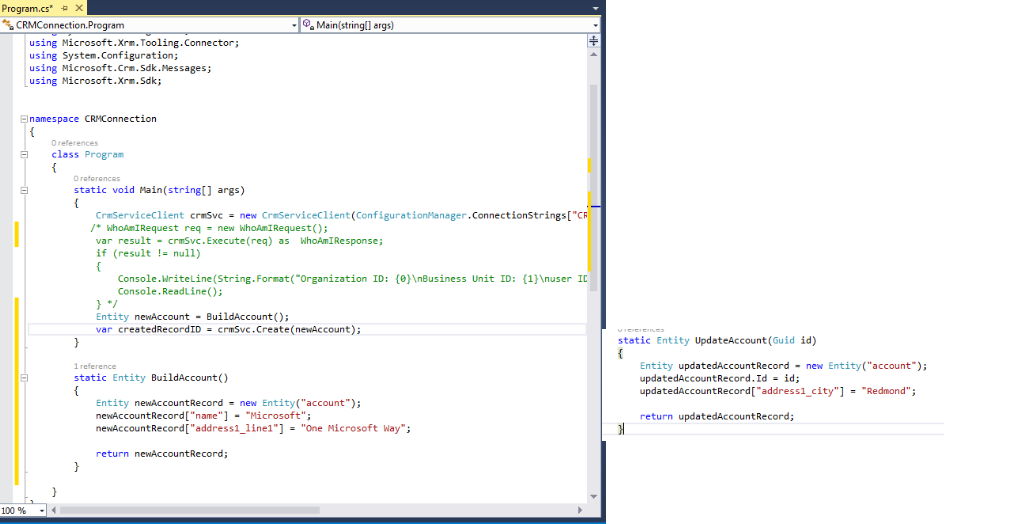 Program.cs*
CRMConnection.Program
Main(string[] args)
using Microsoft.Xrm.Tooling.Connector;
using System.Configuration;
using Microsoft.Crm.Sdk.Messages;
using Microsoft.Xrm.Sdk;
namespace CRMConnection
{
0 references
class Program
{
0 references
static void Main(string[] args)
{
CrmServiceClient crmSvc = new CrmServiceClient(ConfigurationManager.ConnectionStrings["CR
/* WhoAmIRequest req = new WhoAmIRequest();
var result = crmSvc.Execute(req) as WhoAmIResponse;
if (result != null)
{
Console.WriteLine(String.Format("Organization ID: {0}\nBusiness Unit ID: {1}\nuser ID
Console.ReadLine();
} */
Entity newAccount = BuildAccount();
var createdRecordID = crmSvc.Create(newAccount);
}
1 reference
static Entity BuildAccount()
{
Entity newAccountRecord = new Entity("account");
newAccountRecord["name"] = "Microsoft";
newAccountRecord["address1_line1"] = "One Microsoft Way";
return newAccountRecord;
}
}
100 %
static Entity UpdateAccount(Guid id)
{
Entity updatedAccountRecord = new Entity("account");
updatedAccountRecord.Id = id;
updatedAccountRecord["address1_city"] = "Redmond";
return updatedAccountRecord;
}